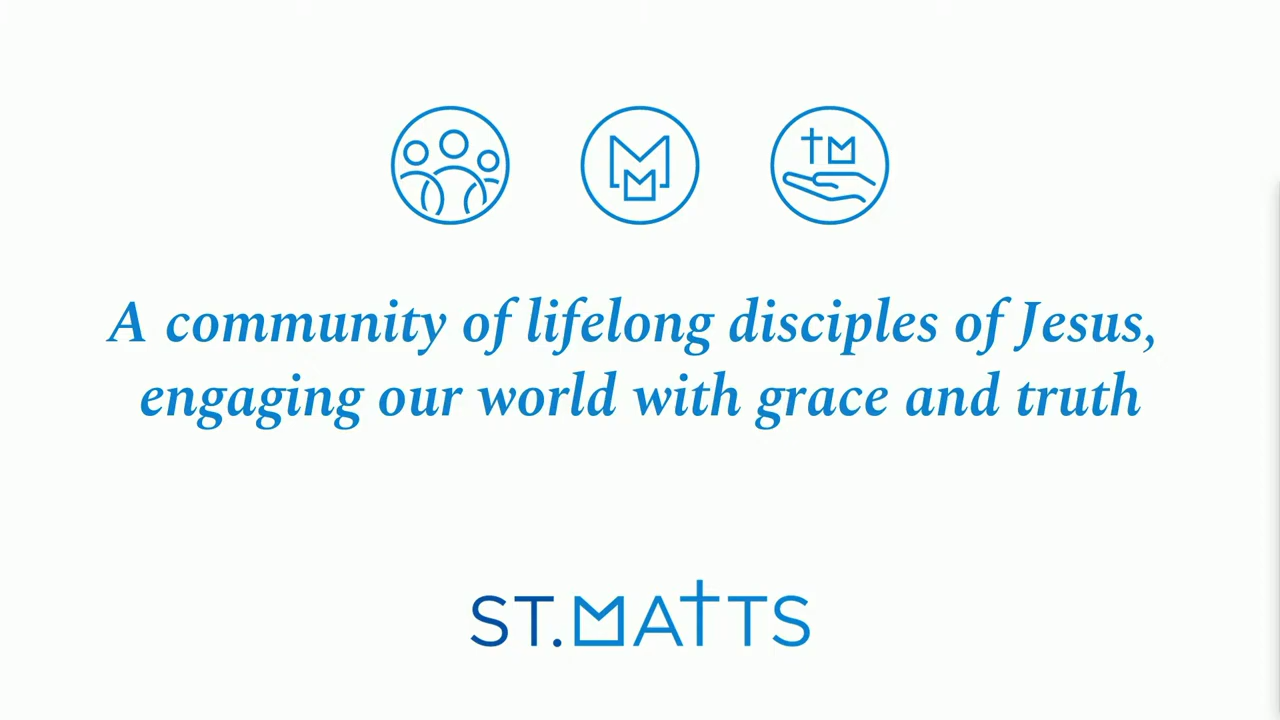 A community of lifelong disciples of Jesus,
engaging our world with grace and truth
ST. MATTS